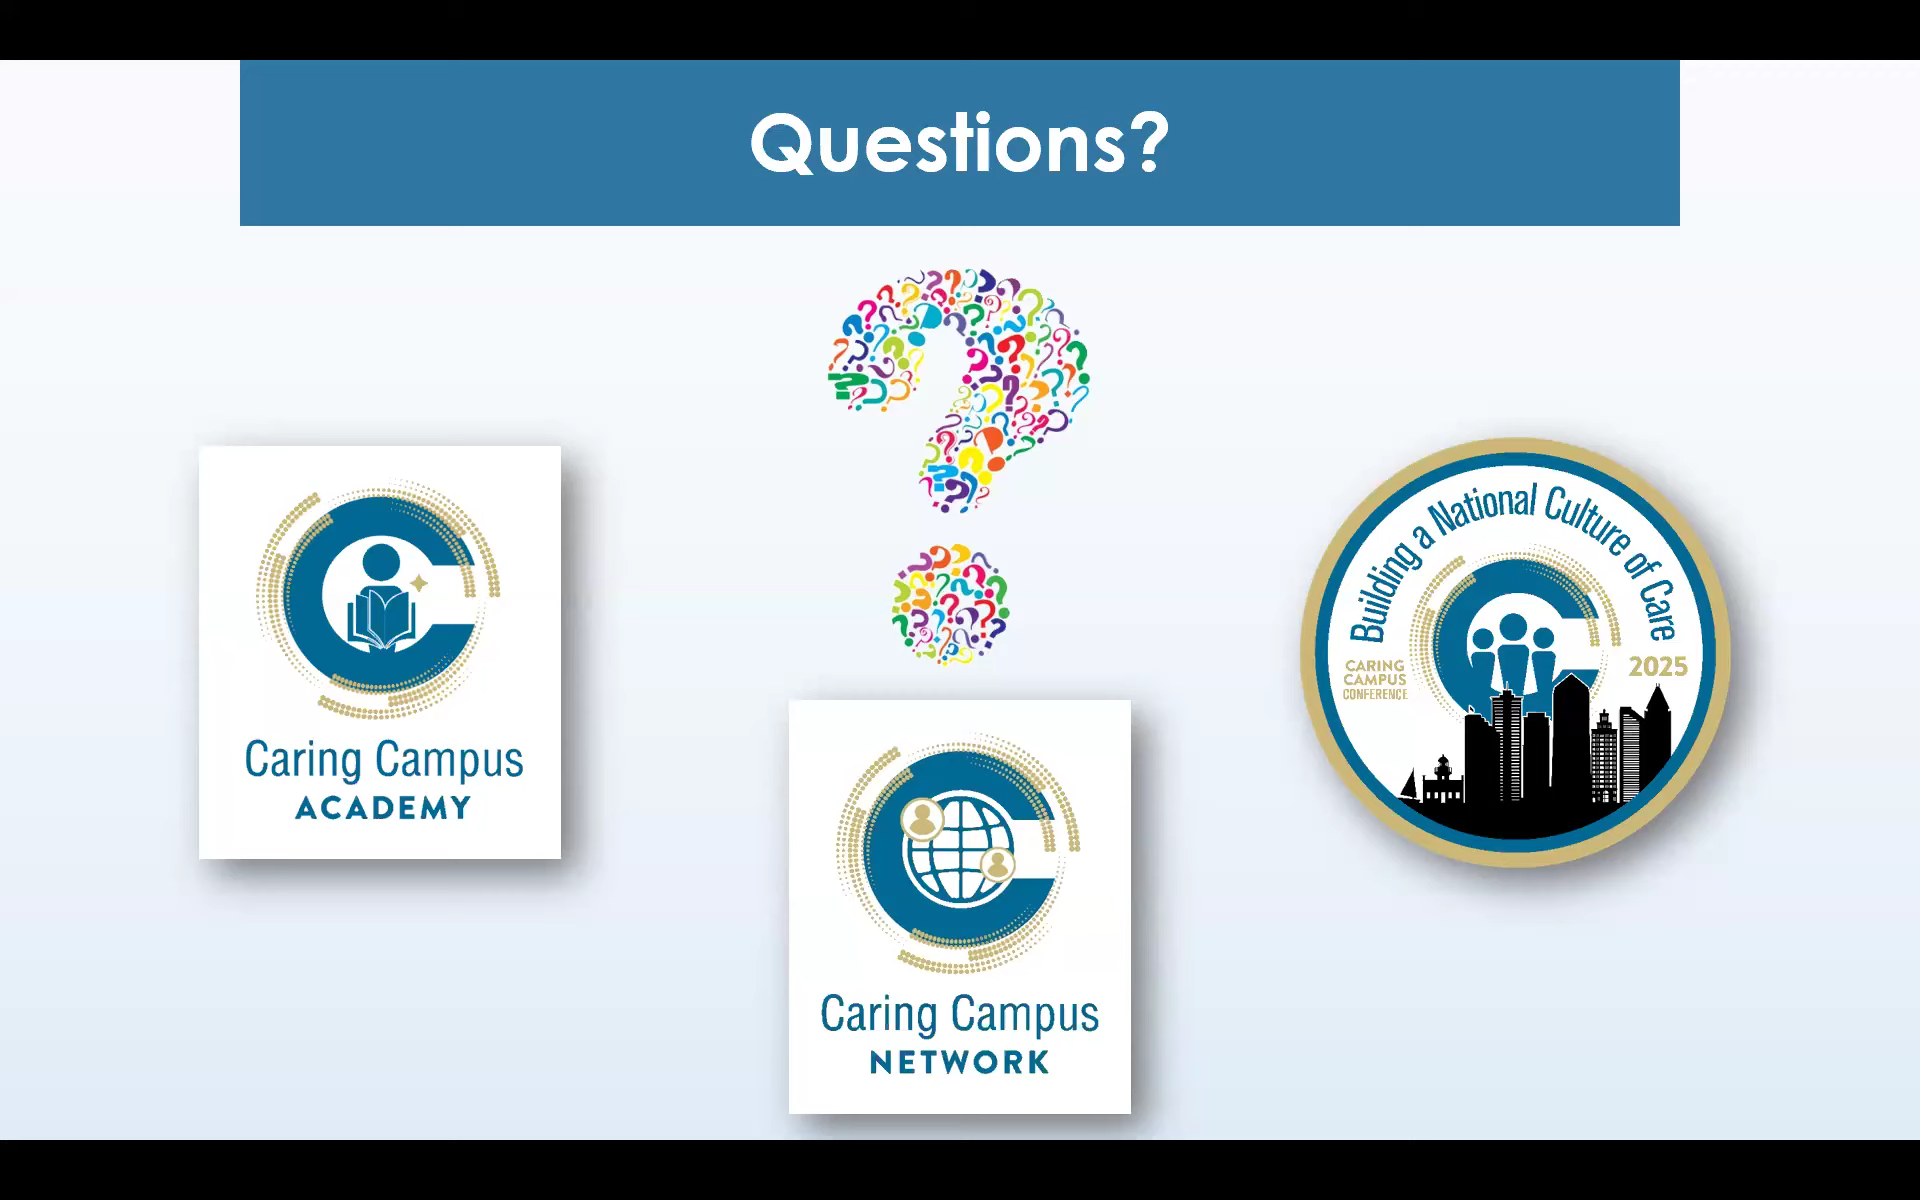 Questions?
Caring Campus
ACADEMY
Caring Campus
NETWORK
Building a National Culture of Care
CARING
CAMPUS
CONFERENCE
2025